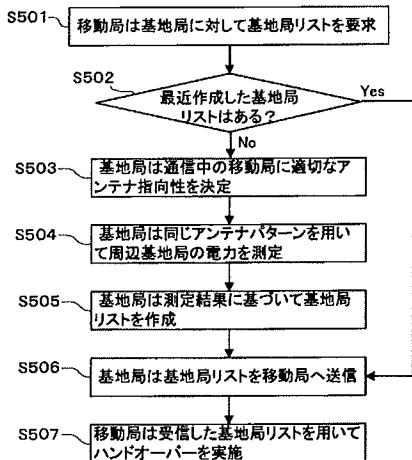 S501
移動局は基地局に対して基地局リストを要求
S502
最近作成した基地局
リストはある?
Yes
No
S503
基地局は通信中の移動局に適切なア
ンテナ指向性を決定
S504
基地局は同じアンテナパターンを用い
て周辺基地局の電力を測定
S505
基地局は測定結果に基づいて基地局
リストを作成
S506
基地局は基地局リストを移動局へ送信
S507
移動局は受信した基地局リストを用いて
ハンドオーバーを実施